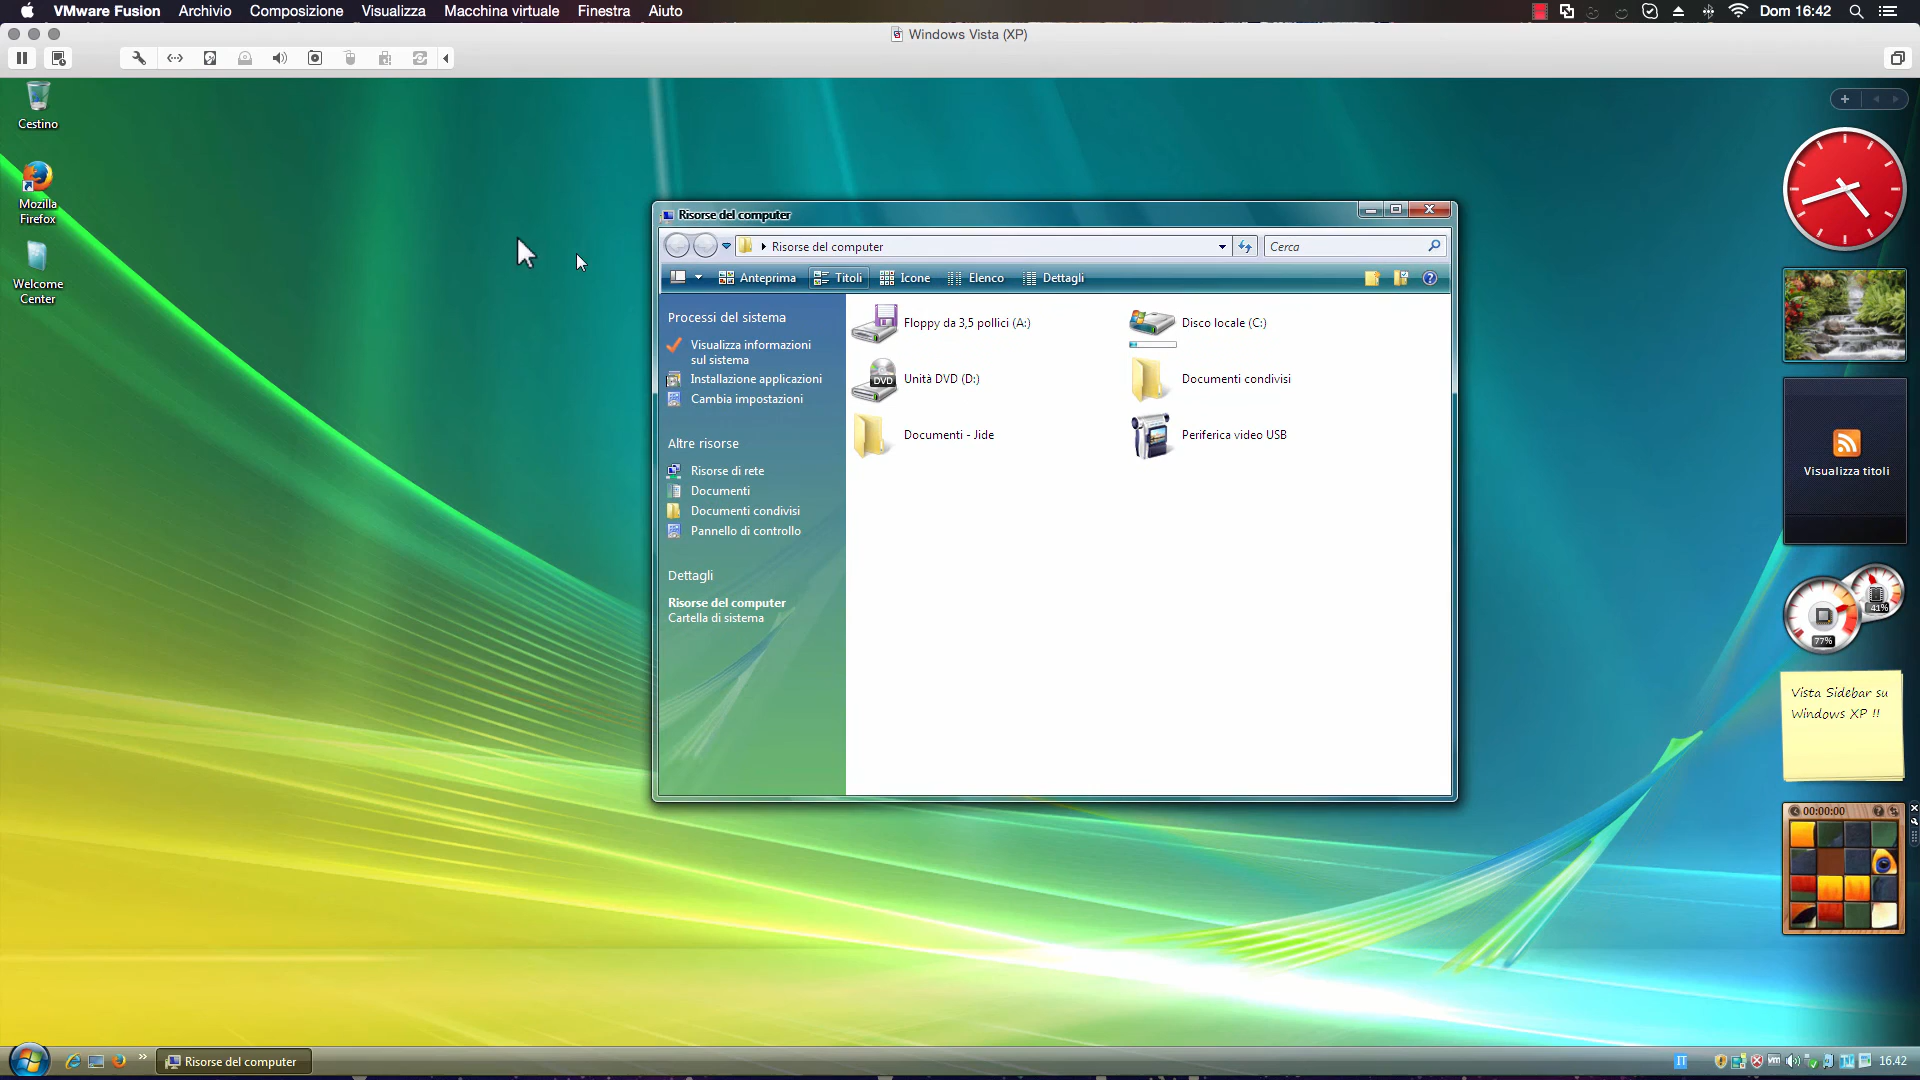 VMware Fusion Archivio Composizione Visualizza Macchina virtuale Finestra Aiuto Dom 16:42
Windows Vista (XP)
Cestino
Mozilla
Firefox
Welcome
Center
Risorse del computer
Risorse del computer
Cerca
Anteprima Titoli Icone Elenco Dettagli
Processi del sistema
Visualizza informazioni
sul sistema
Installazione applicazioni
Cambia impostazioni
Altre risorse
Risorse di rete
Documenti
Documenti condivisi
Pannello di controllo
Dettagli
Risorse del computer
Cartella di sistema
Floppy da 3,5 pollici (A:)
Disco locale (C:)
DVD
Unità DVD (D:)
Documenti condivisi
Documenti - Jide
Periferica video USB
Visualizza titoli
41%
77%
Vista Sidebar su
Windows XP !!
00:00:00
Risorse del computer
IT
vm
16.42